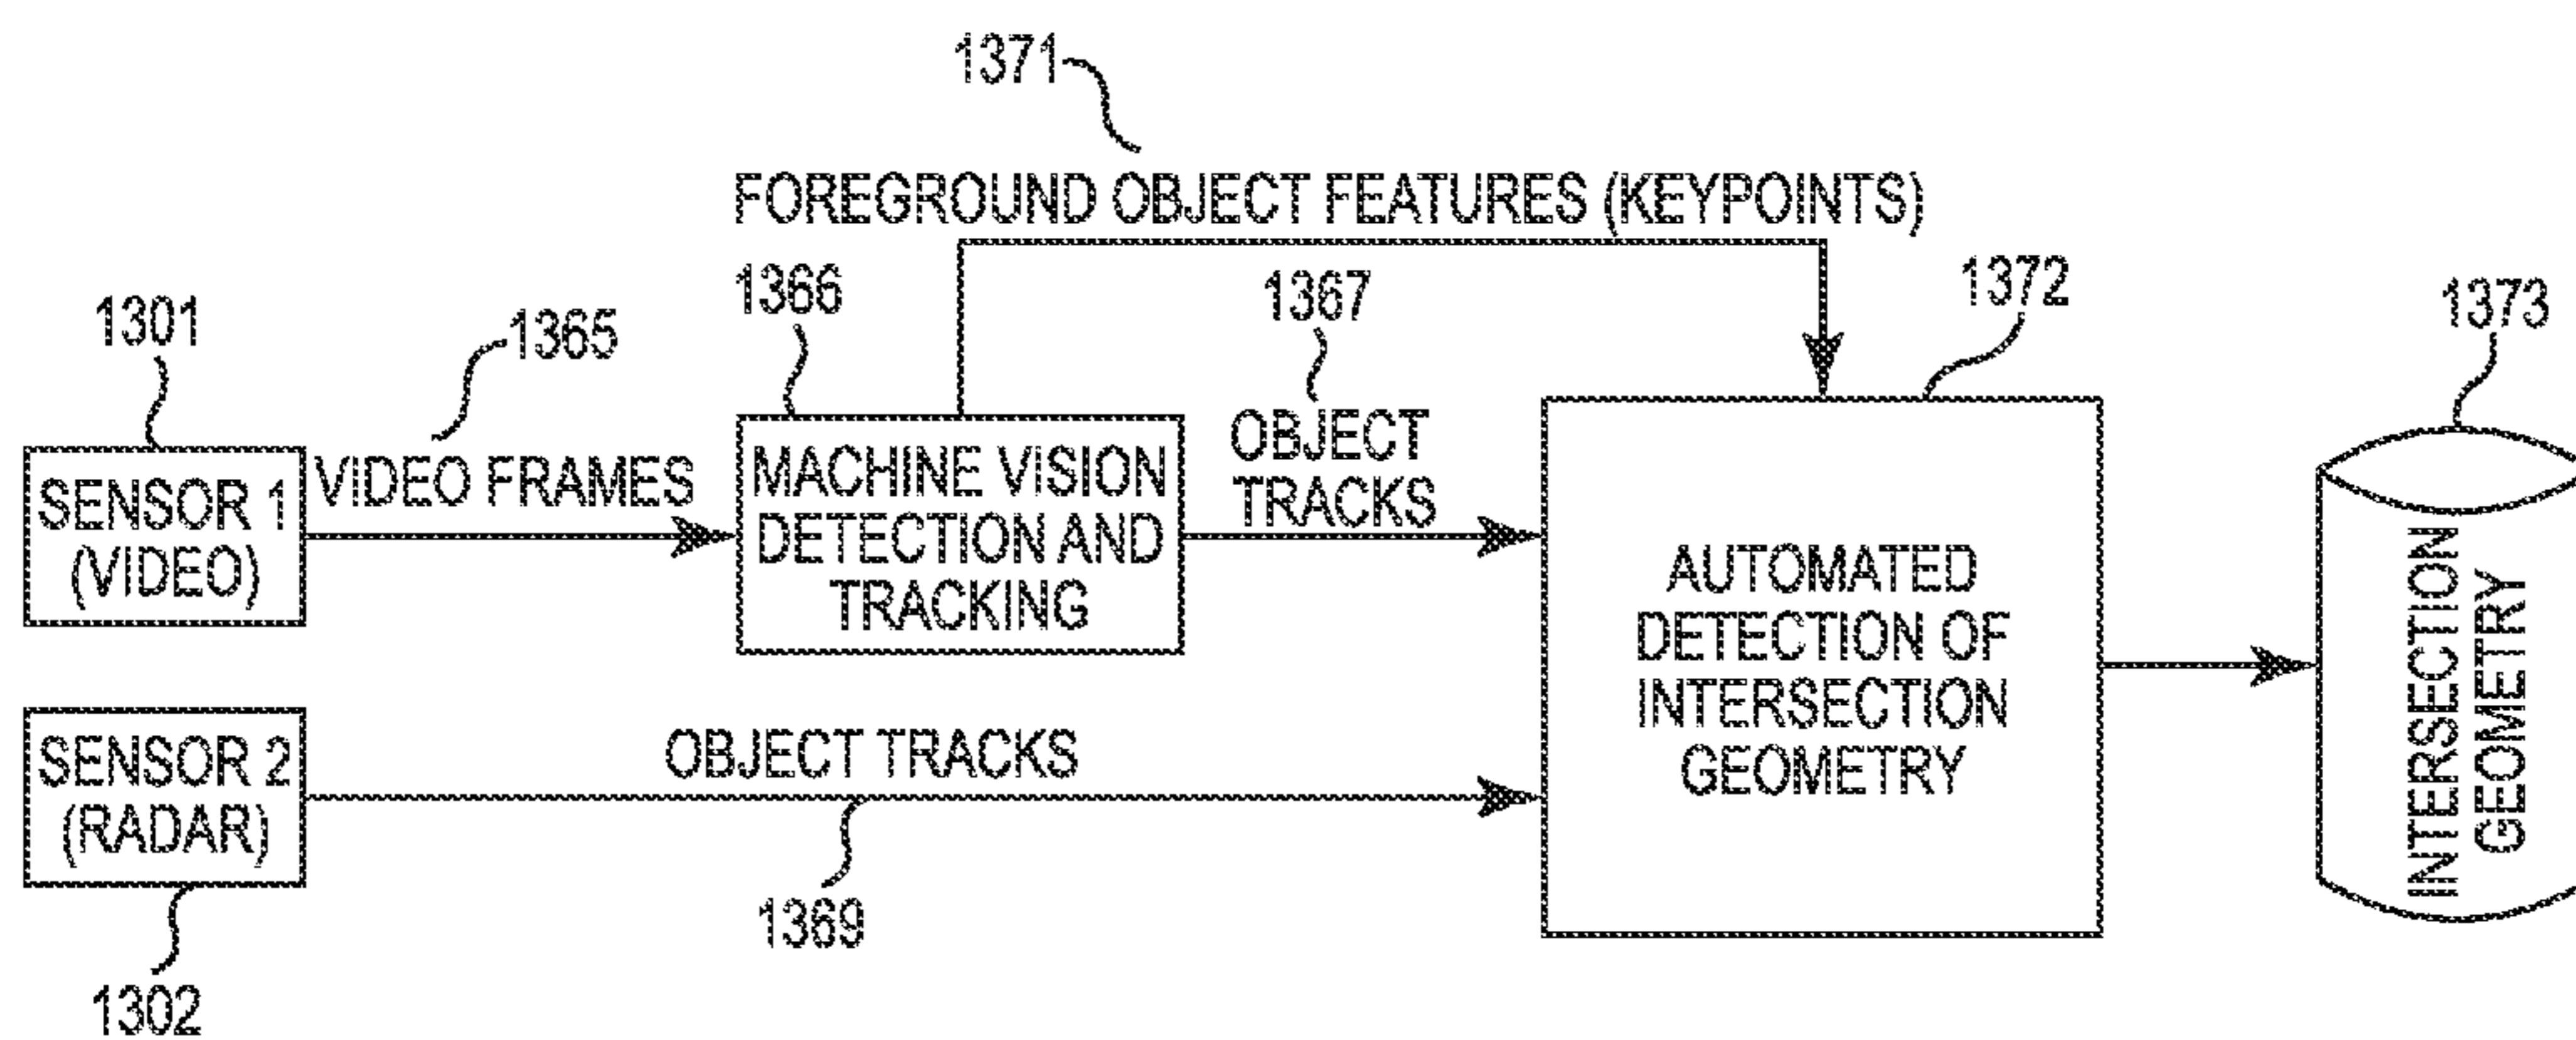 1371
FOREGROUND OBJECT FEATURES (KEYPOINTS)
1301
1365
1366
1367
1372
1373
SENSOR 1
(VIDEO)
VIDEO FRAMES
MACHINE VISION
DETECTION AND
TRACKING
OBJECT
TRACKS
AUTOMATED
DETECTION OF
INTERSECTION
GEOMETRY
INTERSECTION
GEOMETRY
SENSOR 2
(RADAR)
OBJECT TRACKS
1369
1302